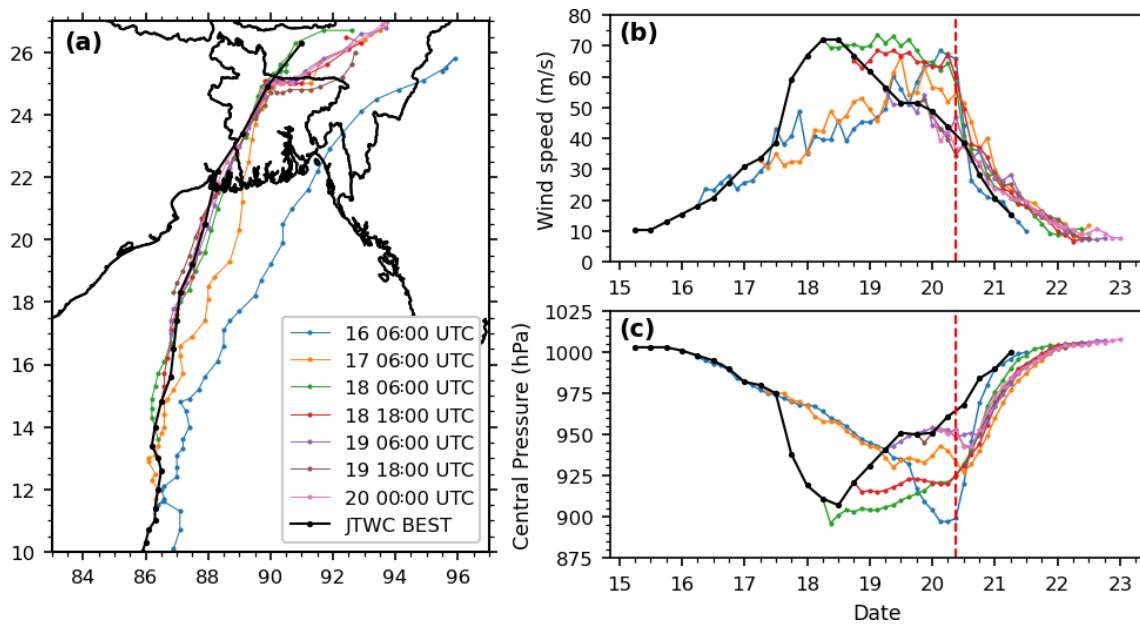 (a)
26
24
22
20
18
16
14
12
10
84
86
88
90
92
94
96
16 06:00 UTC
17 06:00 UTC
18 06:00 UTC
18 18:00 UTC
19 06:00 UTC
19 18:00 UTC
20 00:00 UTC
JTWC BEST
(b)
Wind speed (m/s)
80
70
60
50
40
30
20
10
0
15 16 17 18 19 20 21 22 23
(c)
Central Pressure (hPa)
1025
1000
975
950
925
900
875
15 16 17 18 19 20 21 22 23
Date